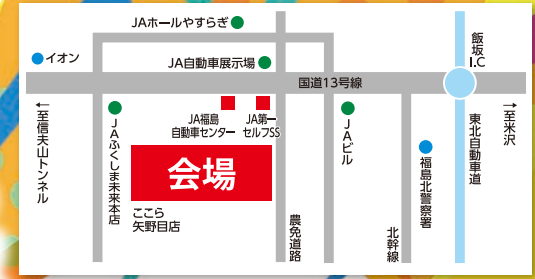 JAホールやすらぎ
飯坂
I.C
イオン
JA自動車展示場
国道13号線
←至信夫山トンネル
JA福島
自動車センター
JA第一
セルフSS
→至米沢
JAふくしま未来本店
JAビル
東北自動車道
会場
福島北警察署
ここら
矢野目店
農免道路
北幹線